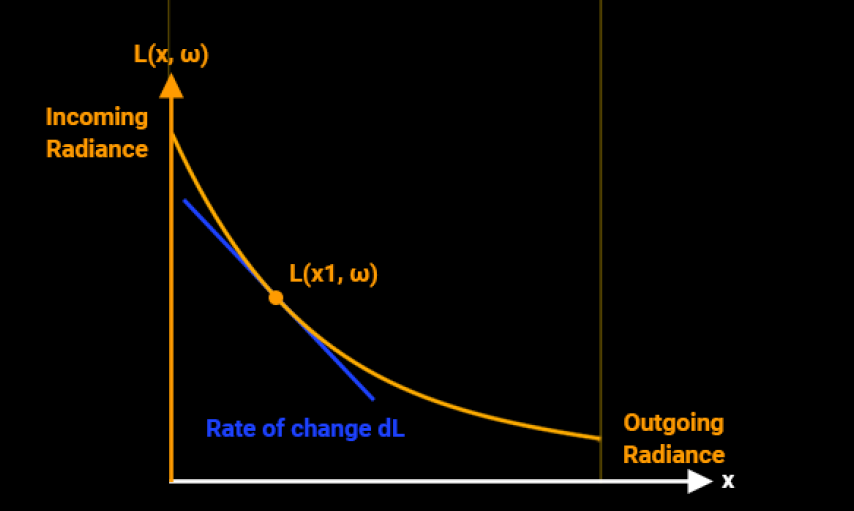 L(x, ω)
Incoming
Radiance
L(x1, ω)
Rate of change dL
Outgoing
Radiance
x